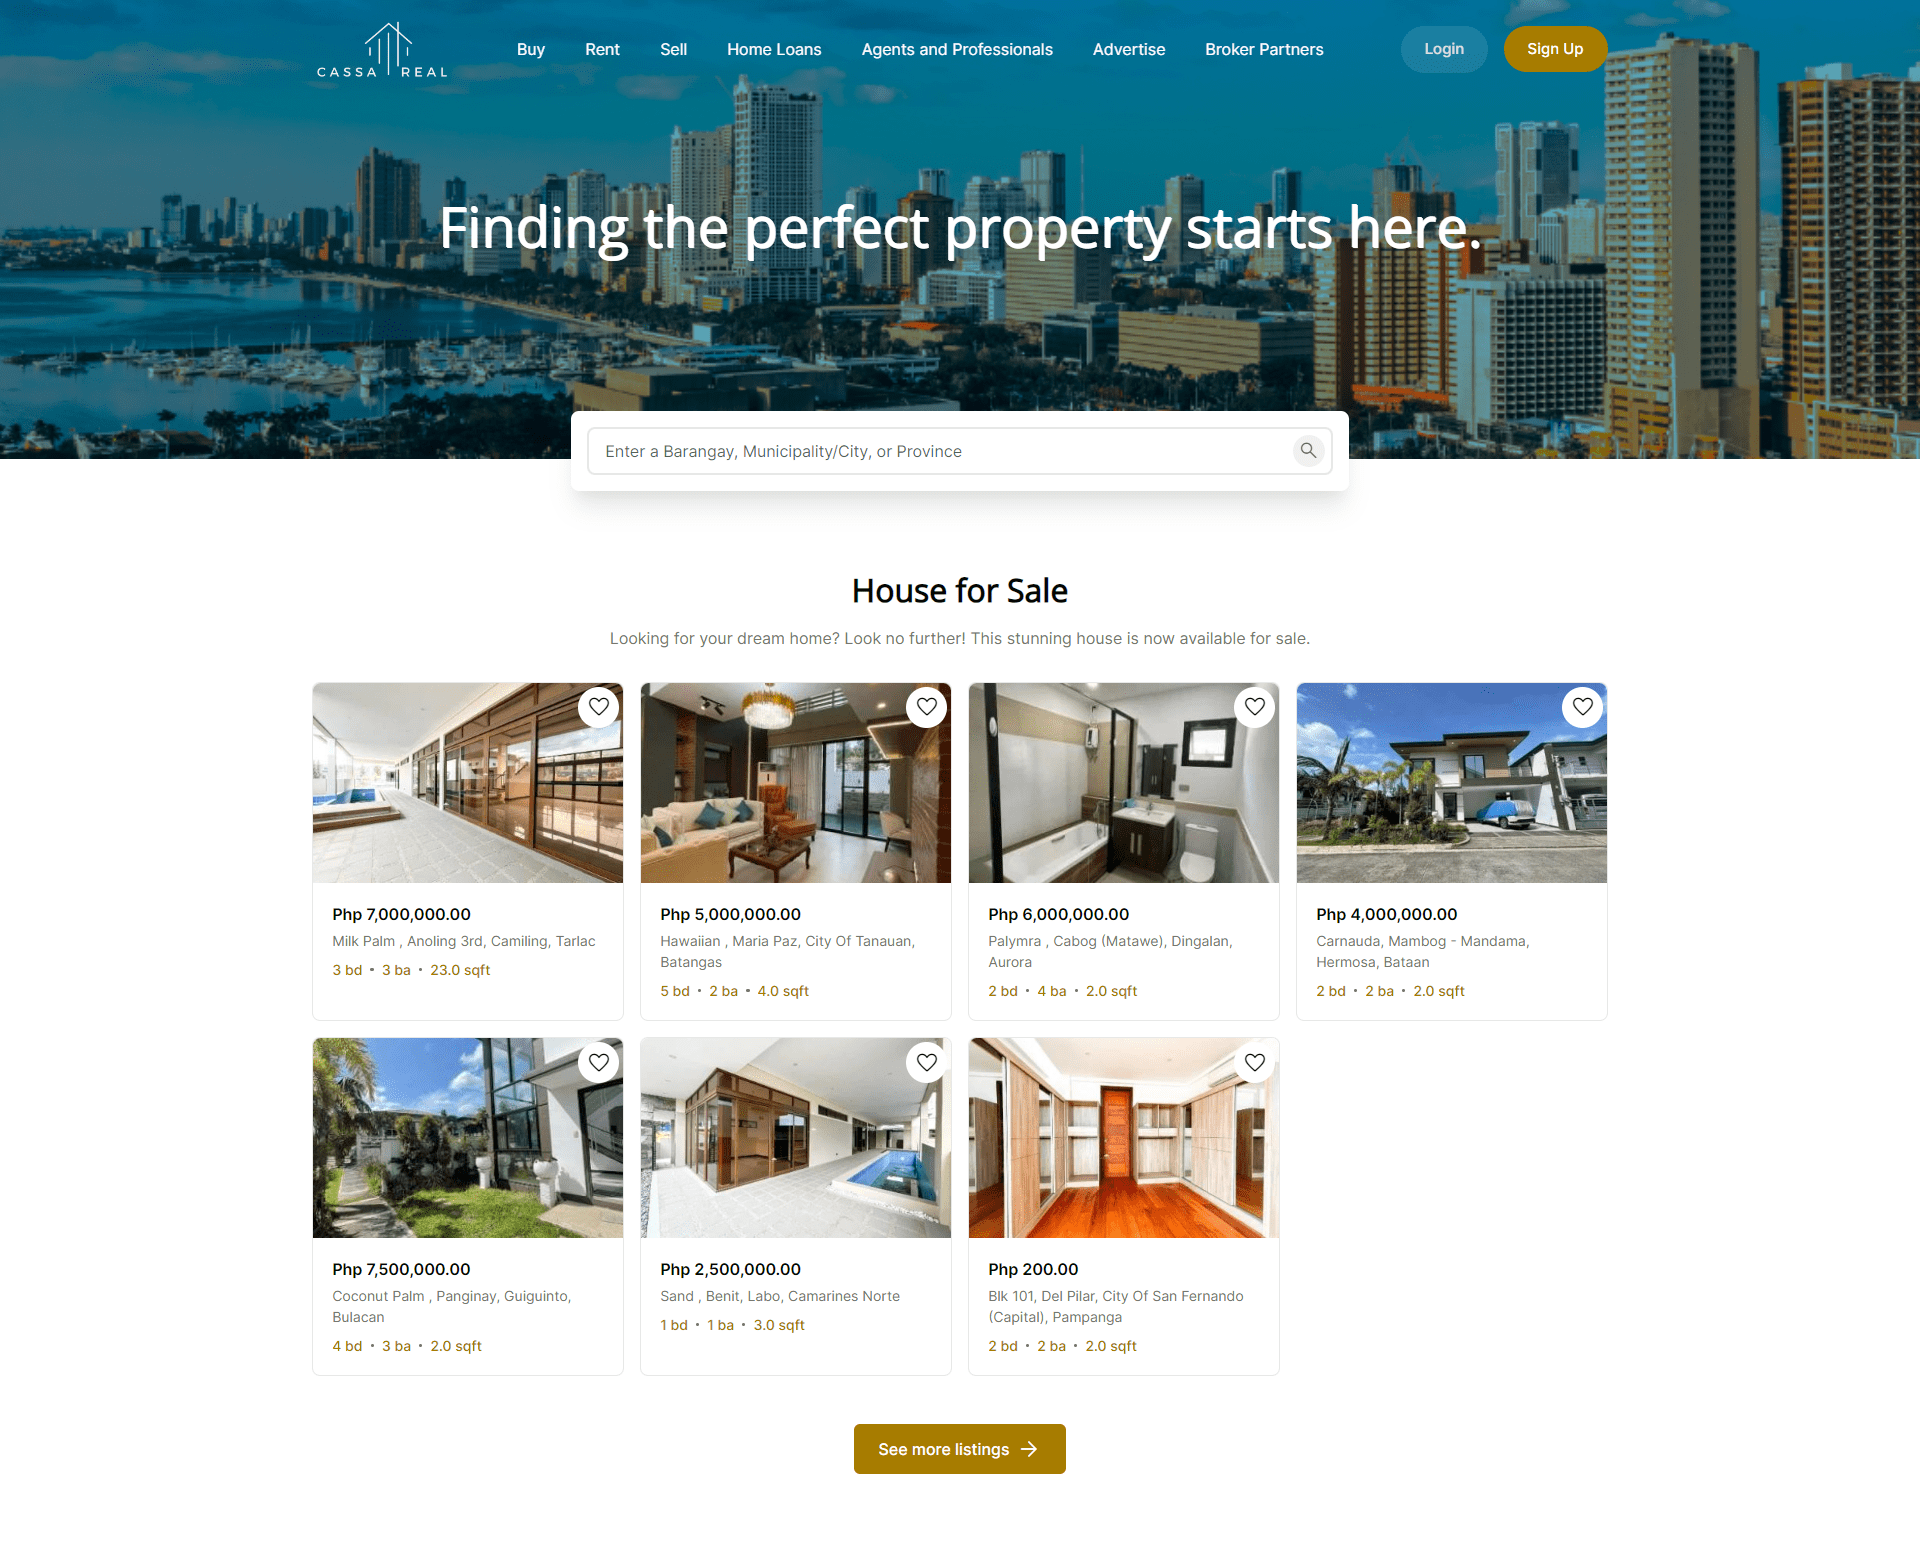 CASSA REAL
Buy Rent Sell Home Loans Agents and Professionals Advertise Broker Partners Login Sign Up
Finding the perfect property starts here.
Enter a Barangay, Municipality/City, or Province
House for Sale
Looking for your dream home? Look no further! This stunning house is now available for sale.
Php 7,000,000.00
Milk Palm , Anoling 3rd, Camiling, Tarlac
3 bd • 3 ba • 23.0 sqft
Php 5,000,000.00
Hawaiian , Maria Paz, City Of Tanauan,
Batangas
5 bd • 2 ba • 4.0 sqft
Php 6,000,000.00
Palymra , Cabog (Matawe), Dingalan,
Aurora
2 bd • 4 ba • 2.0 sqft
Php 4,000,000.00
Carnauda, Mambog - Mandama,
Hermosa, Bataan
2 bd • 2 ba • 2.0 sqft
Php 7,500,000.00
Coconut Palm , Panginay, Guiguinto,
Bulacan
4 bd • 3 ba • 2.0 sqft
Php 2,500,000.00
Sand , Benit, Labo, Camarines Norte
1 bd • 1 ba • 3.0 sqft
Php 200.00
Blk 101, Del Pilar, City Of San Fernando
(Capital), Pampanga
2 bd • 2 ba • 2.0 sqft
See more listings